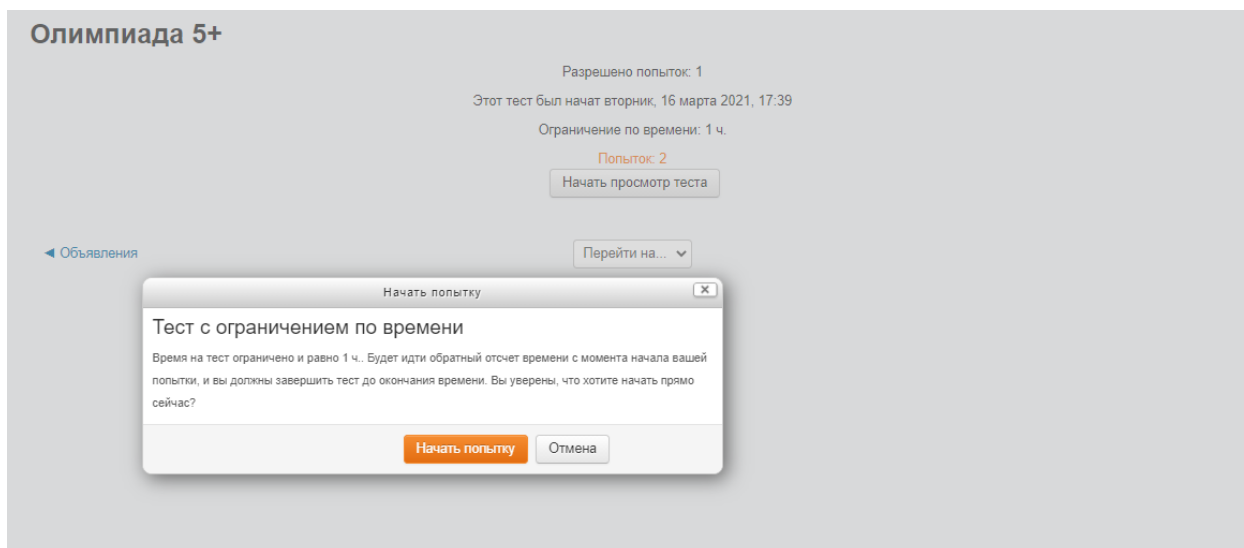 Олимпиада 5+
Разрешено попыток: 1
Этот тест был начат вторник, 16 марта 2021, 17:39
Ограничение по времени: 1 ч.
Попыток: 2
Начать просмотр теста
◄ Объявления
Перейти на...
Начать попытку
Тест с ограничением по времени
Время на тест ограничено и равно 1 ч.. Будет идти обратный отсчет времени с момента начала вашей
попытки, и вы должны завершить тест до окончания времени. Вы уверены, что хотите начать прямо
сейчас?
Начать попытку
Отмена